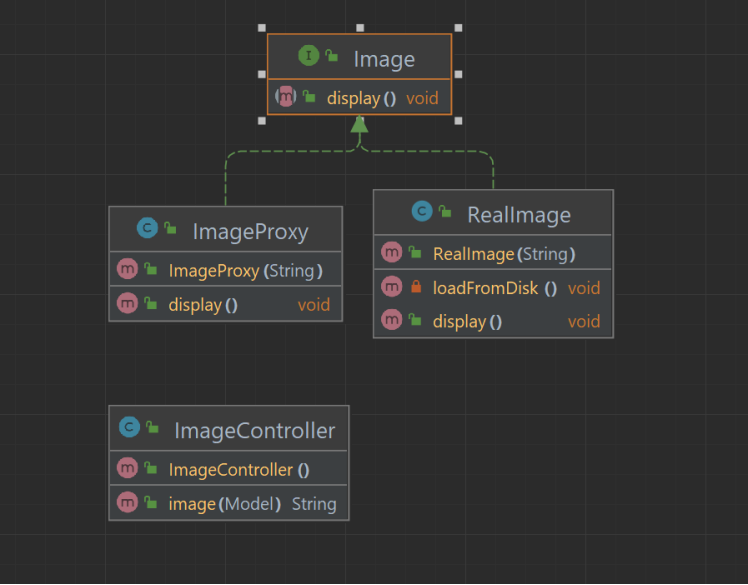 I Image
m display() void
C ImageProxy
m ImageProxy(String)
m display() void
C RealImage
m RealImage(String)
m loadFromDisk () void
m display() void
C ImageController
m ImageController()
m image(Model) String